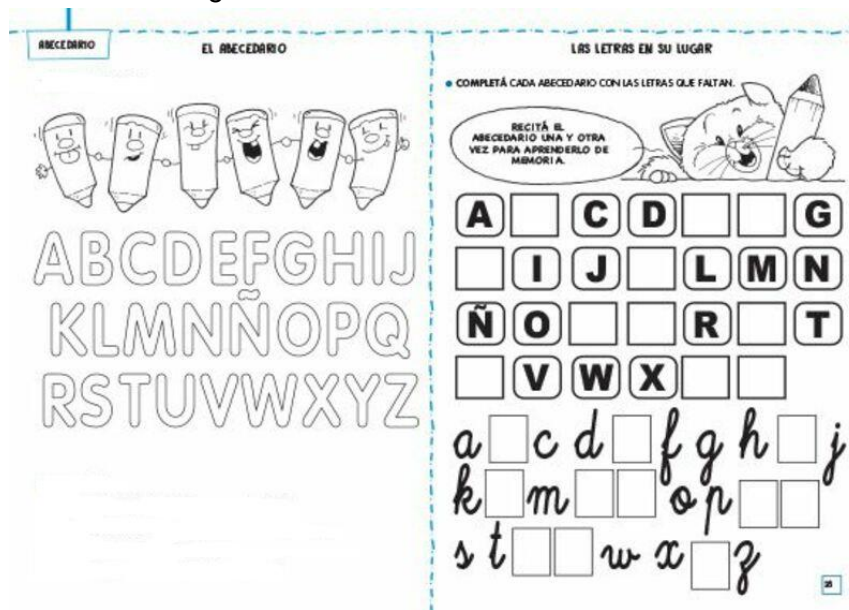 ABECEDARIO
EL ABECEDARIO
ABCDEFGHIJ
KLMNÑOPQ
RSTUVWXYZ
LAS LETRAS EN SU LUGAR
COMPLETÁ CADA ABECEDARIO CON LAS LETRAS QUE FALTAN.
RECITÁ EL
ABECEDARIO UNA Y OTRA
VEZ PARA APRENDERLO DE
MEMORIA.
A C D G
I J L M N
Ñ O R T
V W X
a c d f g h j
k m o p
s t w x z